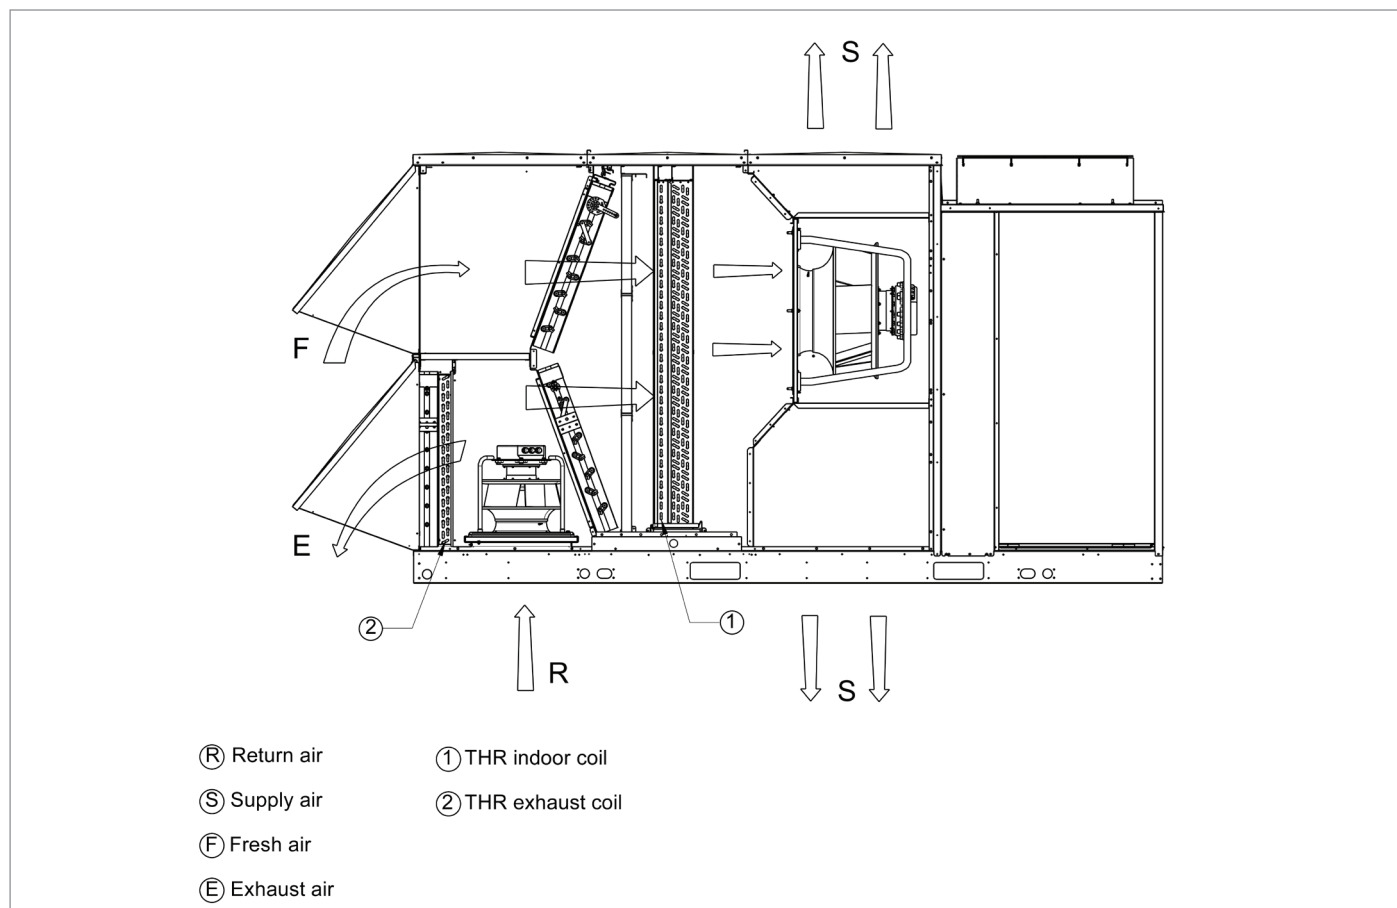 S
F
E
2
1
R
S
R Return air
1 THR indoor coil
S Supply air
2 THR exhaust coil
F Fresh air
E Exhaust air